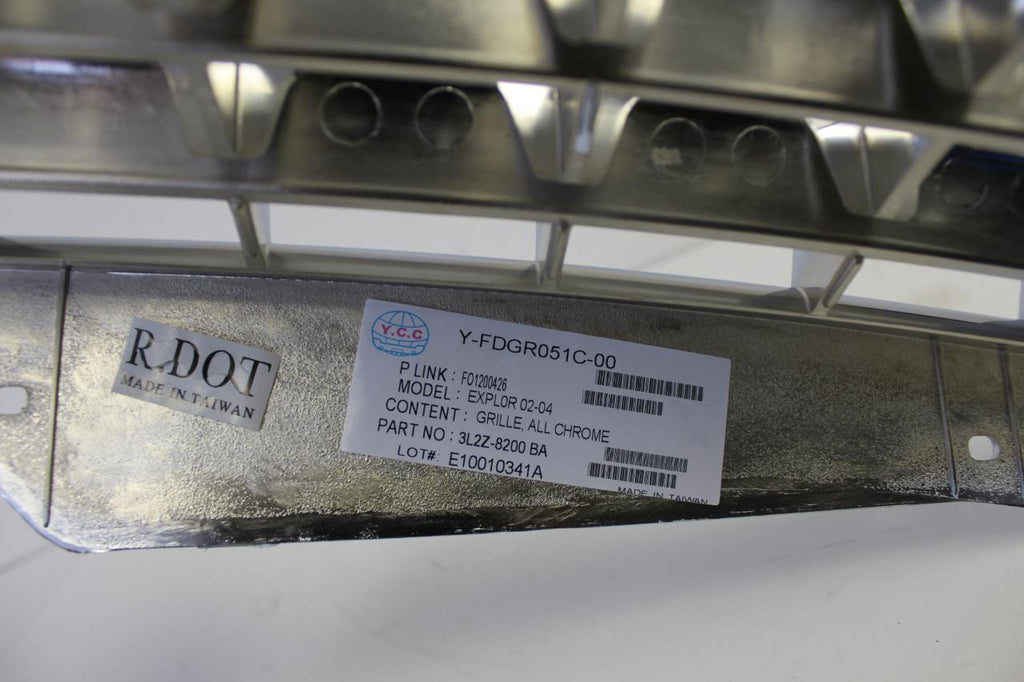 R.DOT
MADE IN TAIWAN
Y.C.C
Y-FDGR051C-00
P LINK : FO1200426
MODEL : EXPL0R 02-04
CONTENT : GRILLE, ALL CHROME
PART NO : 3L2Z-8200 BA
LOT#: E10010341A
MADE IN TAIWAN